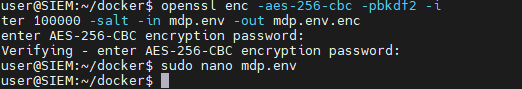 user@SIEM:~/docker$ openssl enc -aes-256-cbc -pbkdf2 -i
ter 100000 -salt -in mdp.env -out mdp.env.enc
enter AES-256-CBC encryption password:
Verifying - enter AES-256-CBC encryption password:
user@SIEM:~/docker$ sudo nano mdp.env
user@SIEM:~/docker$